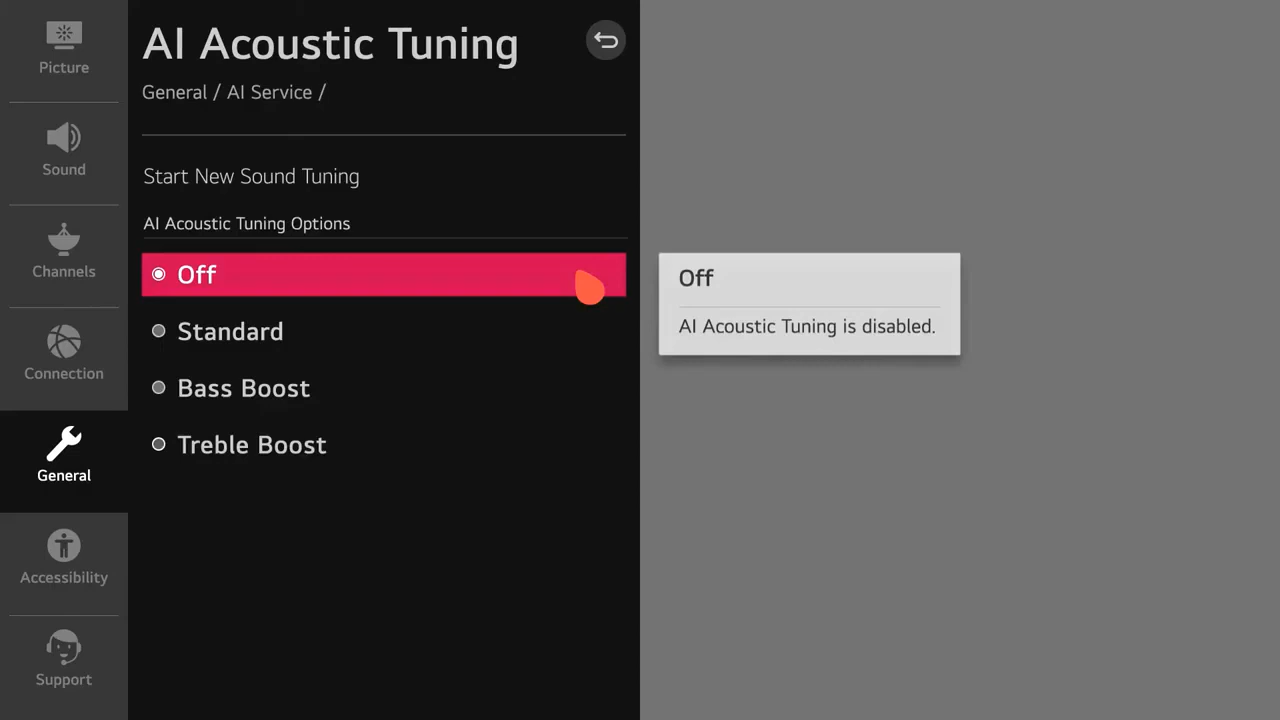 Picture
Sound
Channels
Connection
General
Accessibility
Support
AI Acoustic Tuning
General / AI Service /
Start New Sound Tuning
AI Acoustic Tuning Options
Off
Standard
Bass Boost
Treble Boost
Off
AI Acoustic Tuning is disabled.